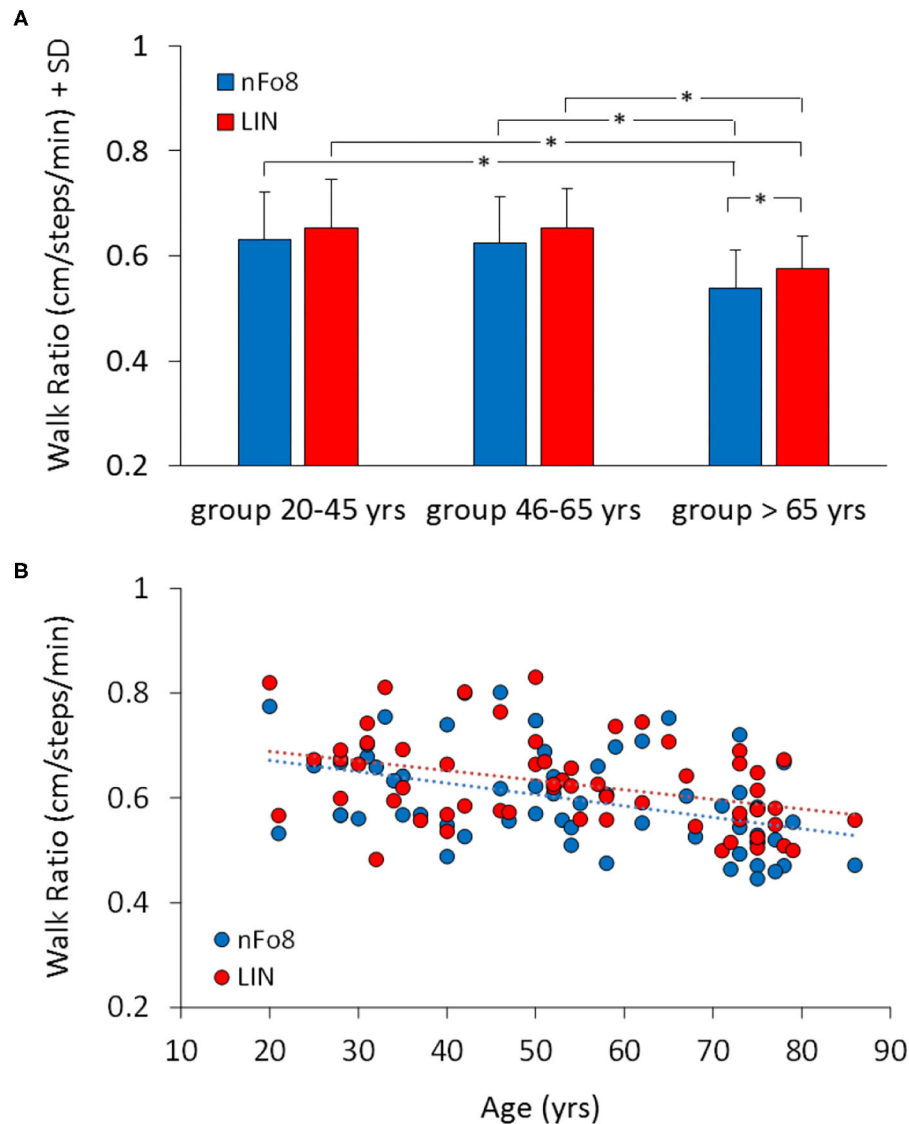 A
Walk Ratio (cm/steps/min) + SD
1
0.8
0.6
0.4
0.2
nFo8
LIN
*
*
*
*
*
group 20-45 yrs group 46-65 yrs group > 65 yrs
B
Walk Ratio (cm/steps/min)
1
0.8
0.6
0.4
0.2
nFo8
LIN
10 20 30 40 50 60 70 80 90
Age (yrs)